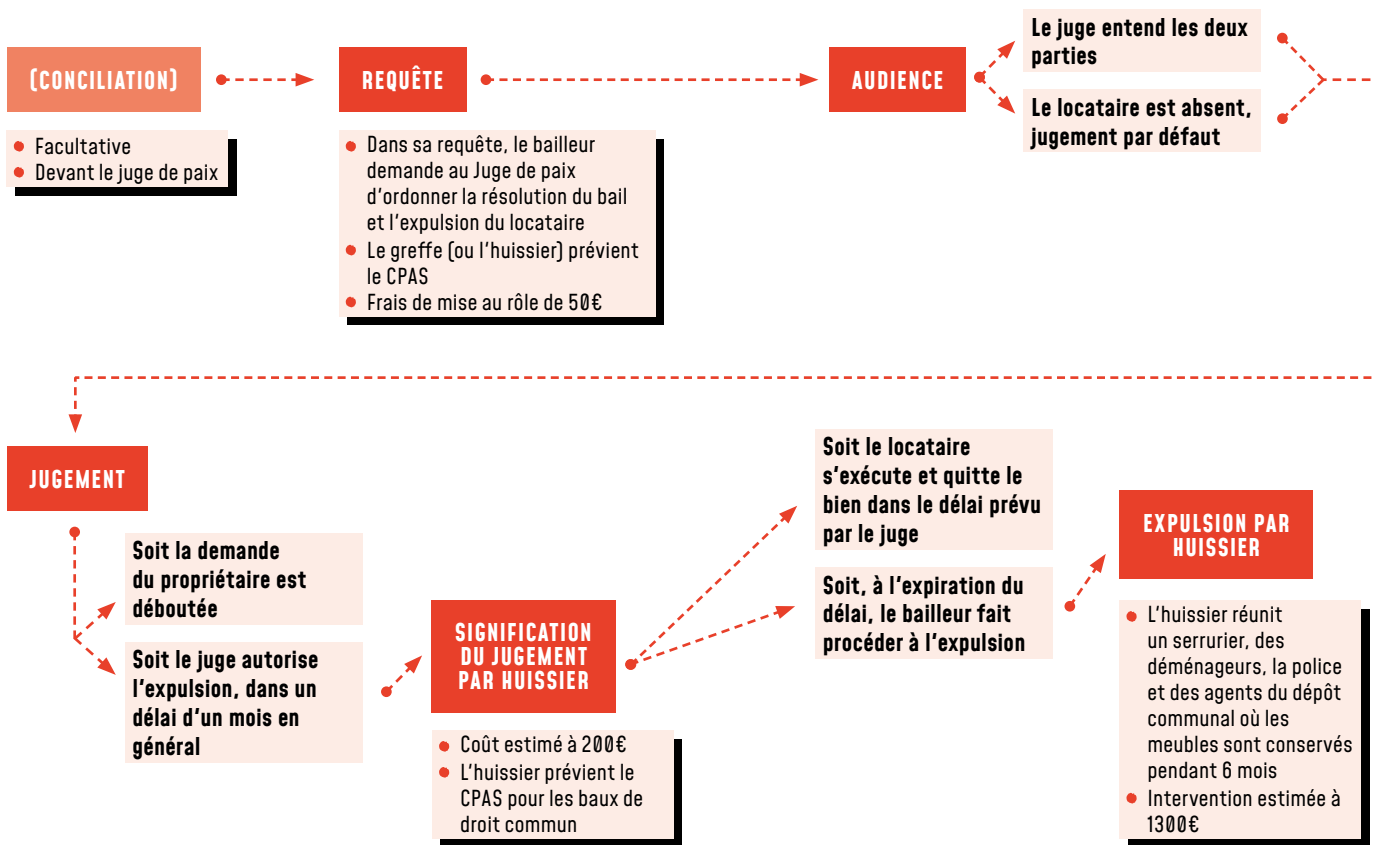 (CONCILIATION)
Facultative
Devant le juge de paix
REQUÊTE
Dans sa requête, le bailleur
demande au Juge de paix
d'ordonner la résolution du bail
et l'expulsion du locataire
Le greffe (ou l'huissier) prévient
le CPAS
Frais de mise au rôle de 50€
AUDIENCE
Le juge entend les deux
parties
Le locataire est absent,
jugement par défaut
JUGEMENT
Soit la demande
du propriétaire est
déboutée
Soit le juge autorise
l'expulsion, dans un
délai d'un mois en
général
SIGNIFICATION
DU JUGEMENT
PAR HUISSIER
Coût estimé à 200€
L'huissier prévient le
CPAS pour les baux de
droit commun
Soit le locataire
s'exécute et quitte le
bien dans le délai prévu
par le juge
Soit, à l'expiration du
délai, le bailleur fait
procéder à l'expulsion
EXPULSION PAR
HUISSIER
L'huissier réunit
un serrurier, des
déménageurs, la police
et des agents du dépôt
communal où les
meubles sont conservés
pendant 6 mois
Intervention estimée à
1300€